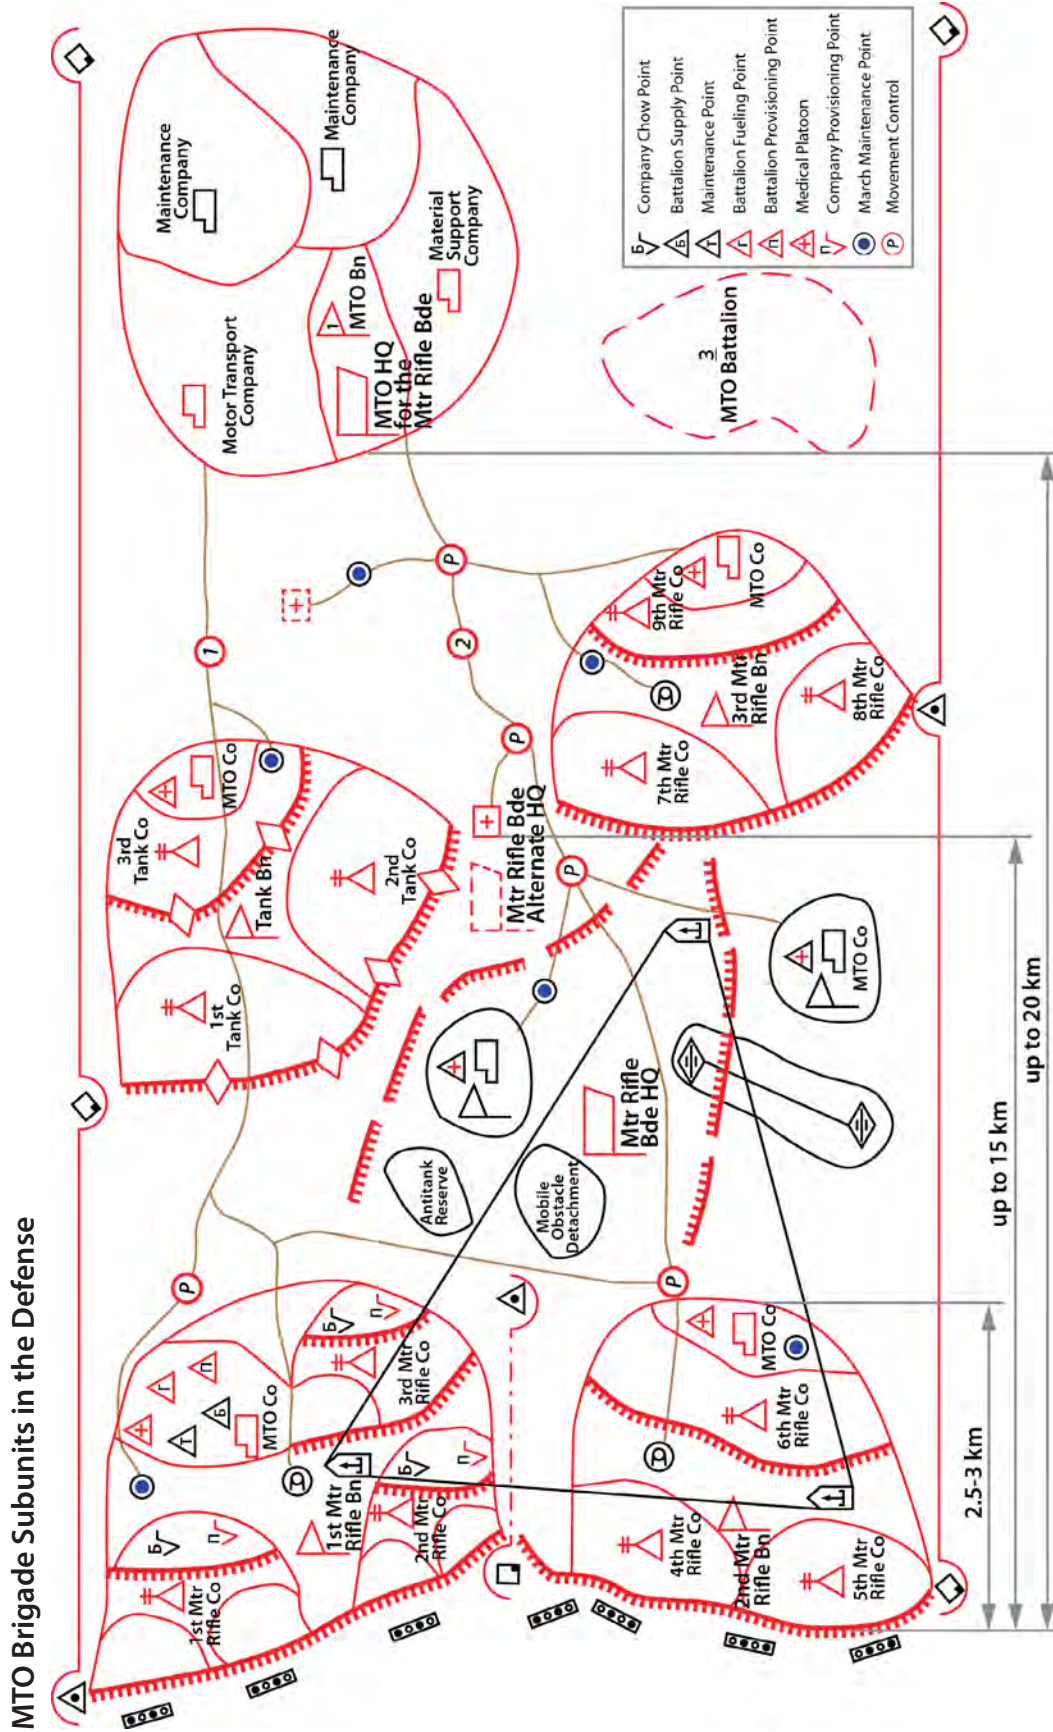 MTO Brigade Subunits in the Defense
1st Mtr
Rifle Co
Б
П
Т
Б
Г
П
MTO Co
1st Mtr
Rifle Bn
2nd Mtr
Rifle Co
Б
П
3rd Mtr
Rifle Co
Б
П
P
4th Mtr
Rifle Co
2nd Mtr
Rifle Bn
5th Mtr
Rifle Co
6th Mtr
Rifle Co
MTO Co
P
Antitank
Reserve
Mobile
Obstacle
Detachment
Mtr Rifle
Bde HQ
MTO Co
P
1st
Tank Co
Tank Bn
2nd
Tank Co
3rd
Tank Co
MTO Co
Mtr Rifle Bde
Alternate HQ
P
1
2
P
7th Mtr
Rifle Co
3rd Mtr
Rifle Bn
8th Mtr
Rifle Co
9th Mtr
Rifle Co
MTO Co
Motor Transport
Company
Maintenance
Company
Maintenance
Company
Material
Support
Company
1
MTO Bn
MTO HQ
for the
Mtr Rifle Bde
3
MTO Battalion
2.5-3 km
up to 15 km
up to 20 km
Б Company Chow Point
Б Battalion Supply Point
Т Maintenance Point
Г Battalion Fueling Point
П Battalion Provisioning Point
Medical Platoon
П Company Provisioning Point
March Maintenance Point
P Movement Control